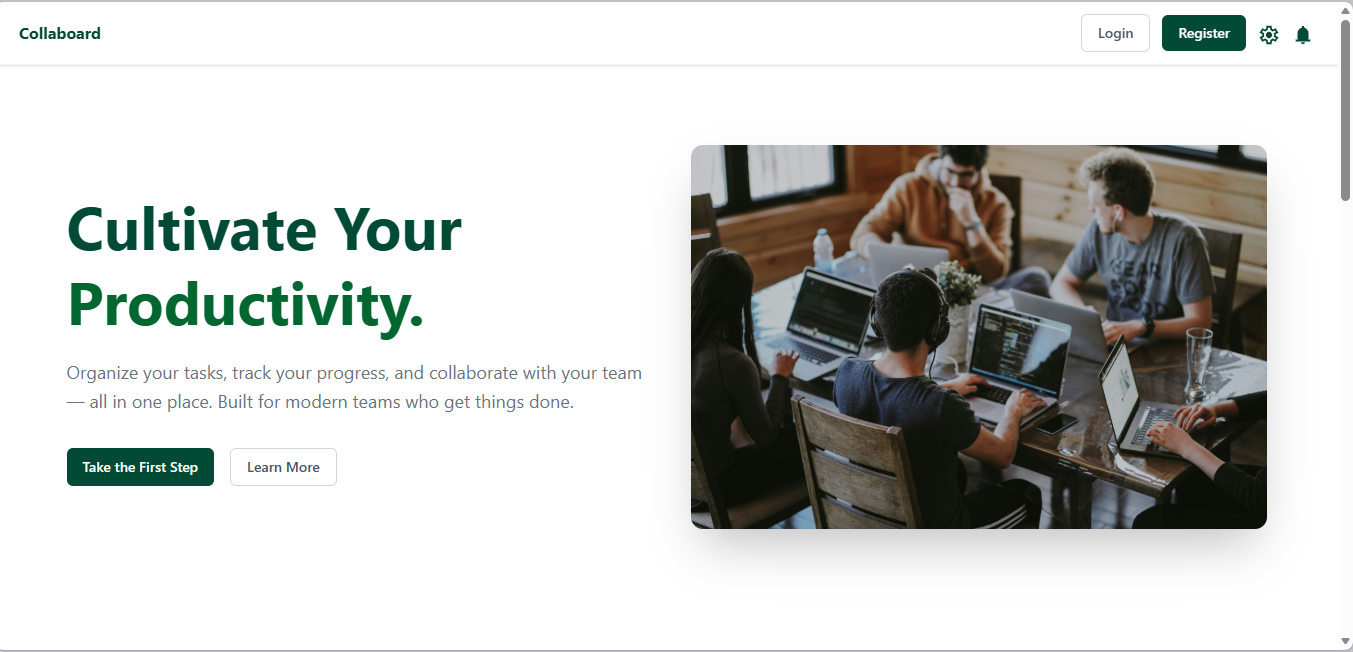 Collaboard
Login
Register
Cultivate Your
Productivity.
Organize your tasks, track your progress, and collaborate with your team
— all in one place. Built for modern teams who get things done.
Take the First Step
Learn More